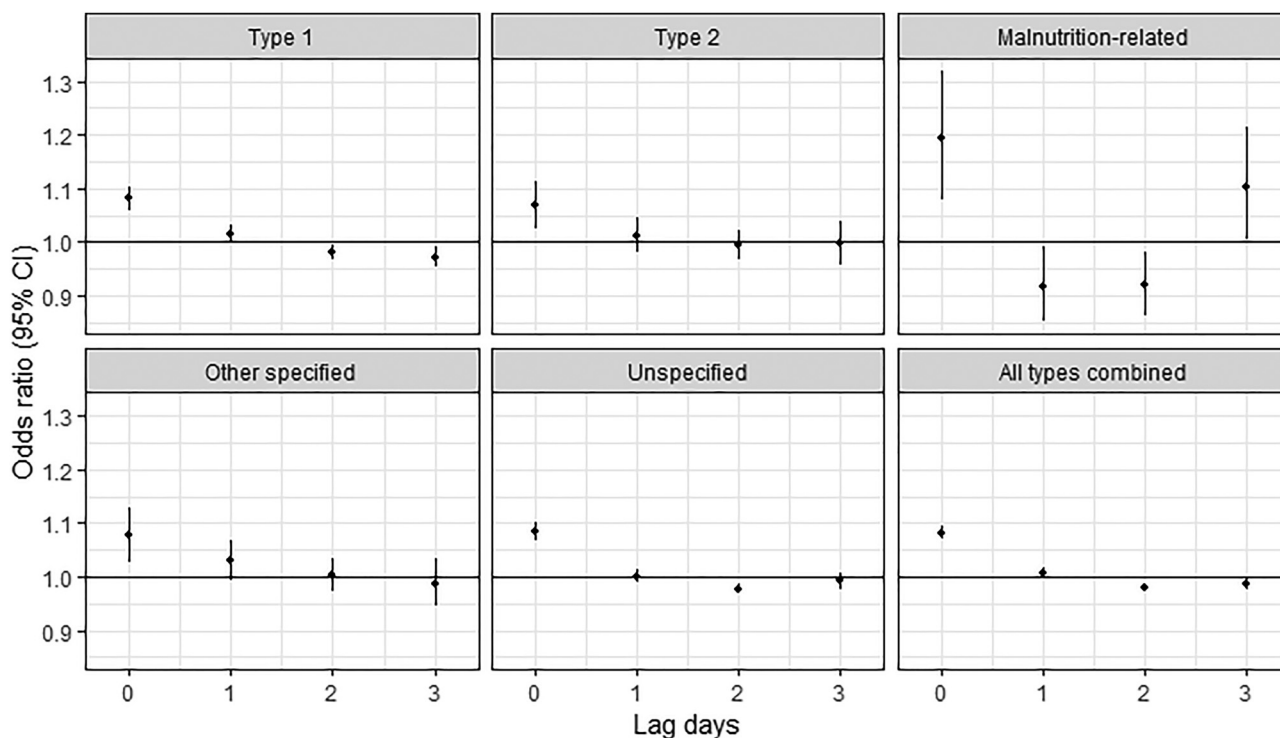 Type 1 Type 2 Malnutrition-related
1.3
1.2
1.1
1.0
0.9
Other specified Unspecified All types combined
1.3
1.2
1.1
1.0
0.9
0 1 2 3 0 1 2 3 0 1 2 3
Lag days
Odds ratio (95% CI)